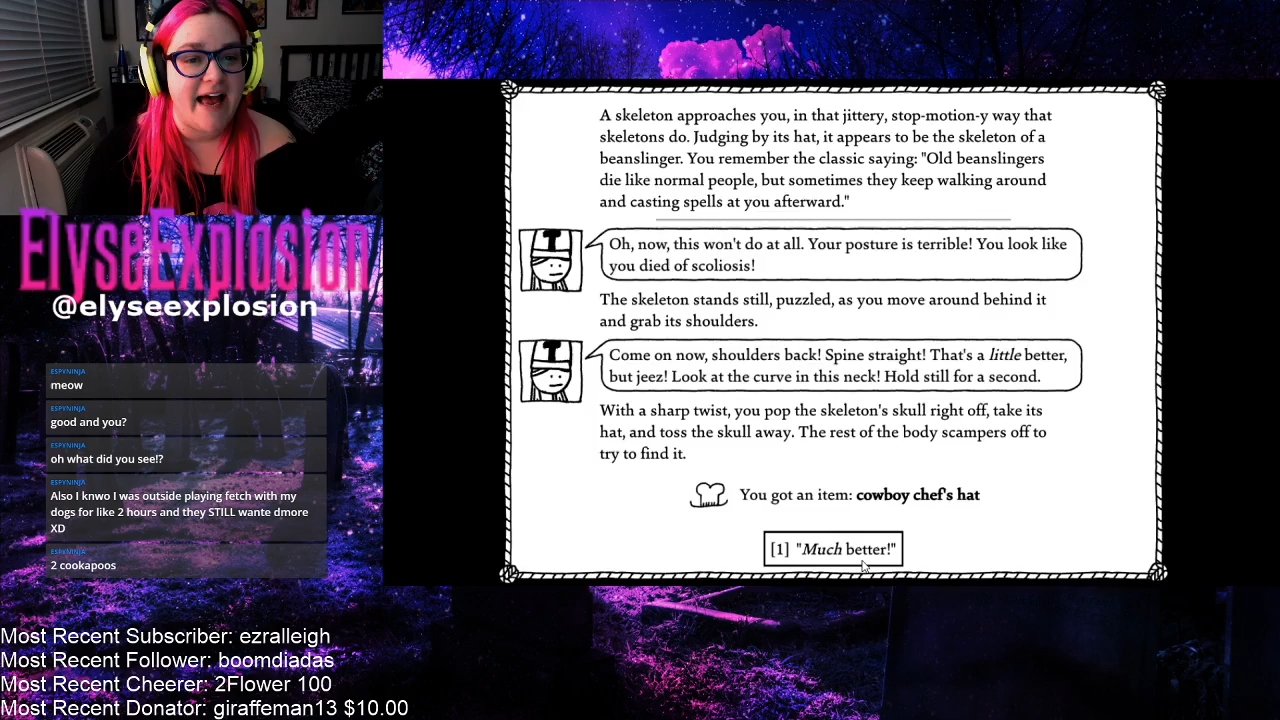 ElyseExplosion
@elyseexplosion
ESPYNINJA
meow
ESPYNINJA
good and you?
ESPYNINJA
oh what did you see!?
ESPYNINJA
Also I knwo I was outside playing fetch with my
dogs for like 2 hours and they STILL wante dmore
XD
ESPYNINJA
2 cookapoos
Most Recent Subscriber: ezralleigh
Most Recent Follower: boomdiadas
Most Recent Cheerer: 2Flower 100
Most Recent Donator: giraffeman13 $10.00
A skeleton approaches you, in that jittery, stop-motion-y way that
skeletons do. Judging by its hat, it appears to be the skeleton of a
beanslinger. You remember the classic saying: "Old beanslingers
die like normal people, but sometimes they keep walking around
and casting spells at you afterward."
Oh, now, this won't do at all. Your posture is terrible! You look like
you died of scoliosis!
The skeleton stands still, puzzled, as you move around behind it
and grab its shoulders.
Come on now, shoulders back! Spine straight! That's a little better,
but jeez! Look at the curve in this neck! Hold still for a second.
With a sharp twist, you pop the skeleton's skull right off, take its
hat, and toss the skull away. The rest of the body scampers off to
try to find it.
You got an item: cowboy chef's hat
[1] "Much better!"